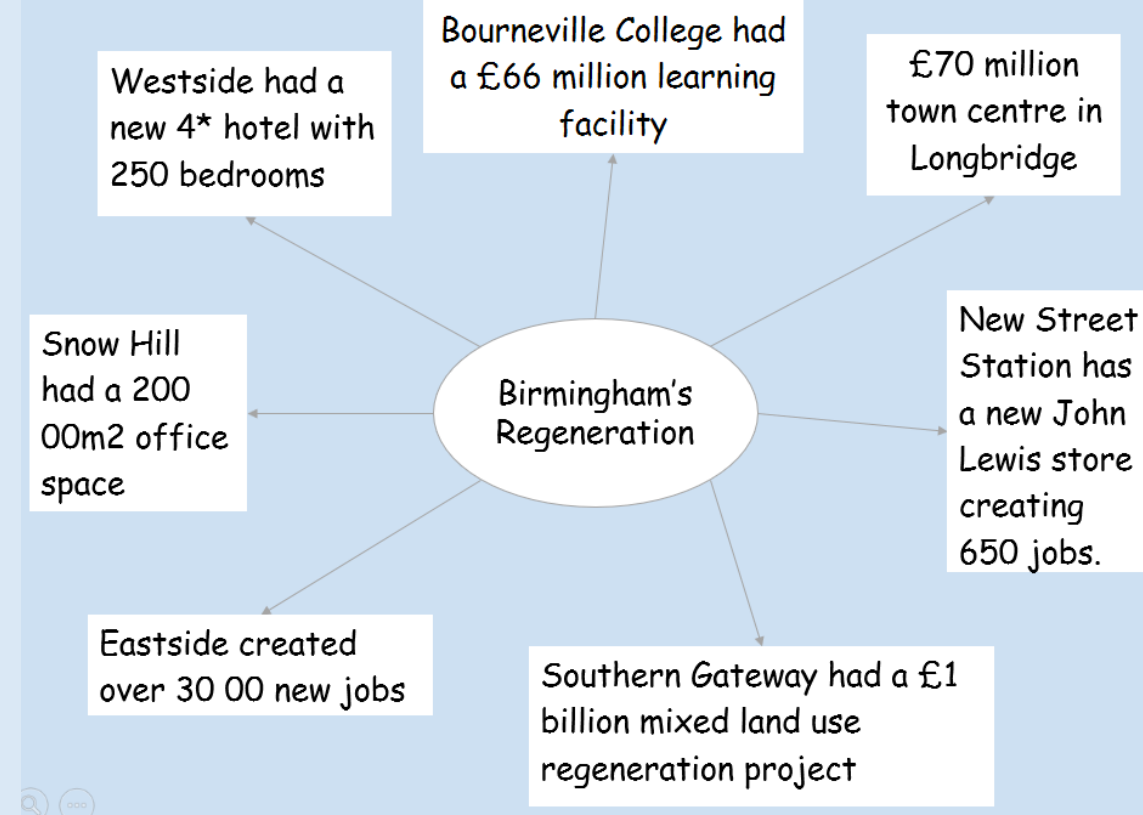 Bourneville College had
a £66 million learning
facility
Westside had a
new 4* hotel with
250 bedrooms
£70 million
town centre in
Longbridge
Snow Hill
had a 200
00m2 office
space
Birmingham's
Regeneration
New Street
Station has
a new John
Lewis store
creating
650 jobs.
Eastside created
over 30 00 new jobs
Southern Gateway had a £1
billion mixed land use
regeneration project